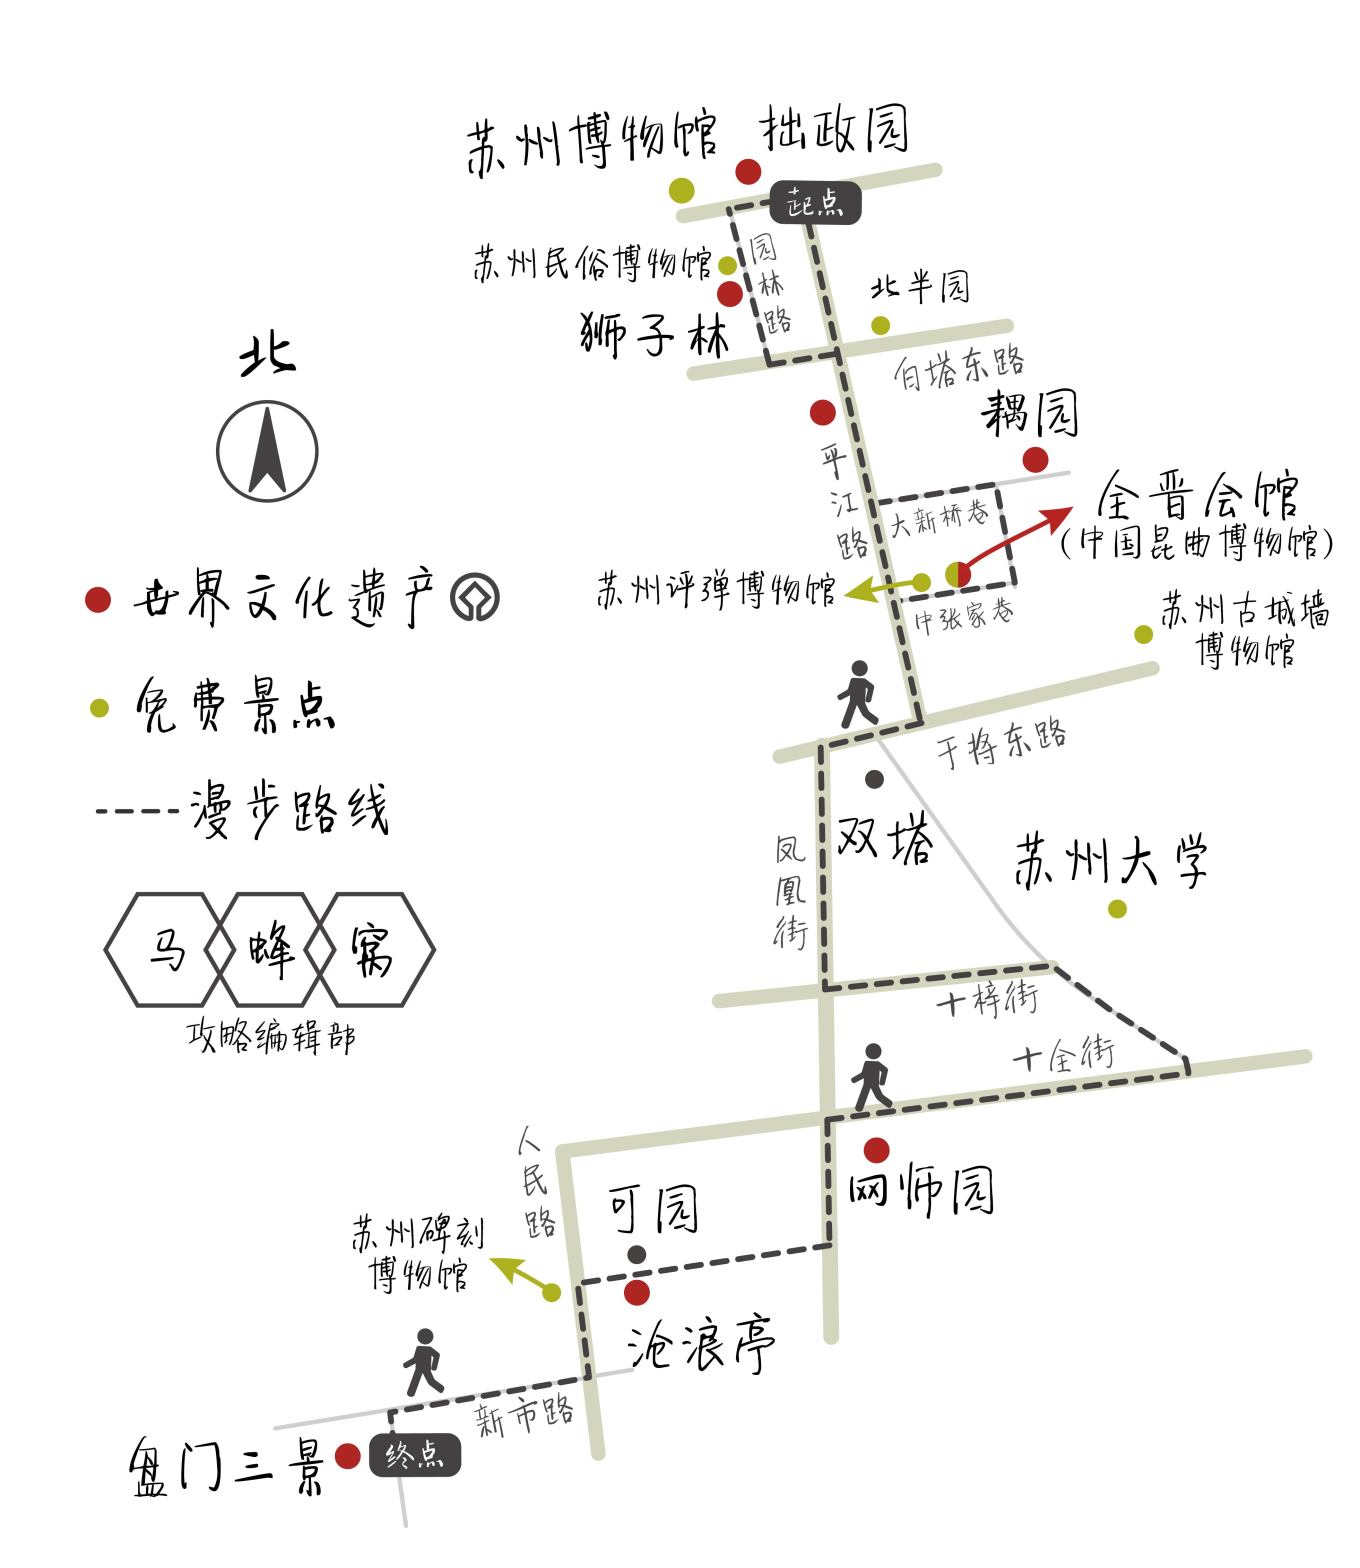 苏州博物馆
拙政园
起点
园林路
苏州民俗博物馆
狮子林
北半园
白塔东路
北
耦园
平江路
大新桥巷
全晋会馆
(中国昆曲博物馆)
苏州评弹博物馆
中张家巷
世界文化遗产
苏州古城墙
博物馆
免费景点
干将东路
漫步路线
双塔
凤凰街
苏州大学
马蜂窝
攻略编辑部
十梓街
十全街
人民路
可园
网师园
苏州碑刻
博物馆
沧浪亭
新市路
盘门三景
终点